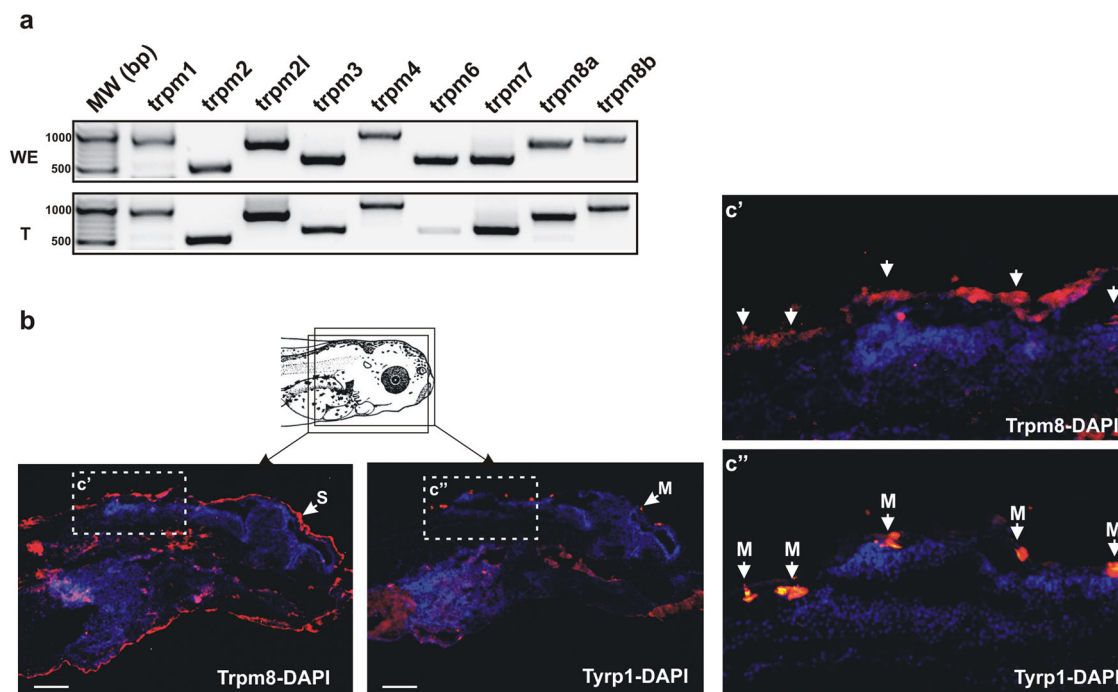 a
MW (bp) trpm1 trpm2 trpm2l trpm3 trpm4 trpm6 trpm7 trpm8a trpm8b
WE
1000
500
T
1000
500
b
c'
S
Trpm8-DAPI
c''
M
Tyrp1-DAPI
c'
Trpm8-DAPI
c''
M M M M M
Tyrp1-DAPI